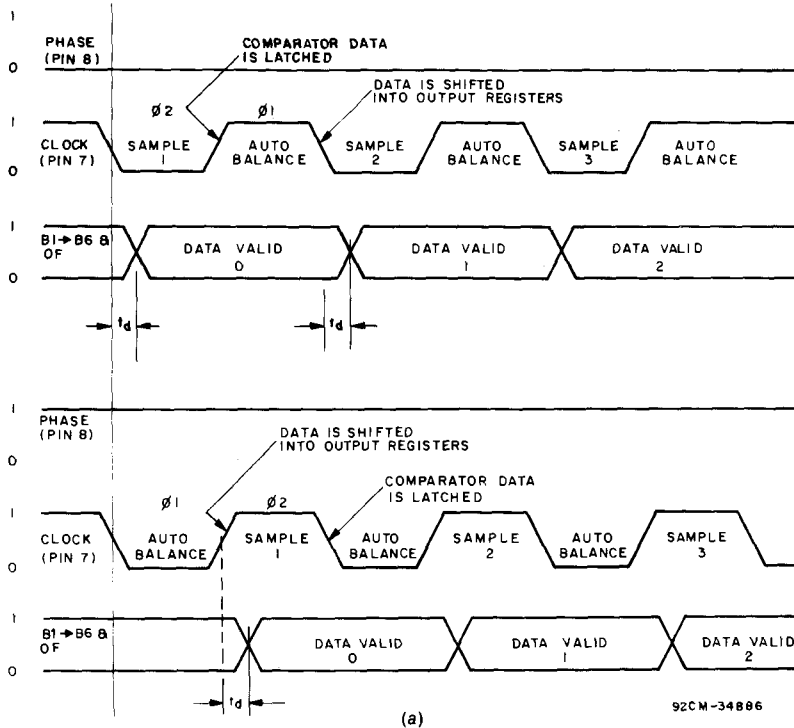 1
PHASE
(PIN 8)
0
COMPARATOR DATA
IS LATCHED
DATA IS SHIFTED
INTO OUTPUT REGISTERS
Ø2
Ø1
1
CLOCK
(PIN 7)
0
SAMPLE
1
AUTO
BALANCE
SAMPLE
2
AUTO
BALANCE
SAMPLE
3
AUTO
BALANCE
1
B1→B6 &
OF
0
DATA VALID
0
DATA VALID
1
DATA VALID
2
td
td
1
PHASE
(PIN 8)
0
DATA IS SHIFTED
INTO OUTPUT REGISTERS
COMPARATOR DATA
IS LATCHED
Ø1
Ø2
1
CLOCK
(PIN 7)
0
AUTO
BALANCE
SAMPLE
1
AUTO
BALANCE
SAMPLE
2
AUTO
BALANCE
SAMPLE
3
1
B1→B6 &
OF
0
DATA VALID
0
DATA VALID
1
DATA VALID
2
td
92CM-34886
(a)